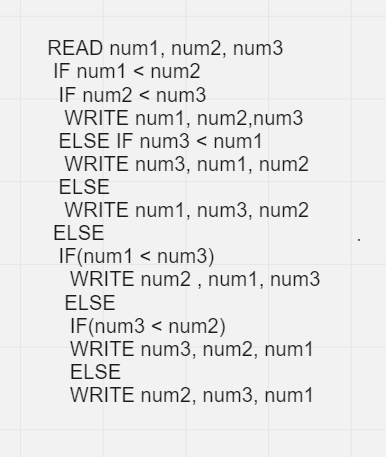 READ num1, num2, num3
IF num1 < num2
IF num2 < num3
WRITE num1, num2,num3
ELSE IF num3 < num1
WRITE num3, num1, num2
ELSE
WRITE num1, num3, num2
ELSE
IF(num1 < num3)
WRITE num2 , num1, num3
ELSE
IF(num3 < num2)
WRITE num3, num2, num1
ELSE
WRITE num2, num3, num1